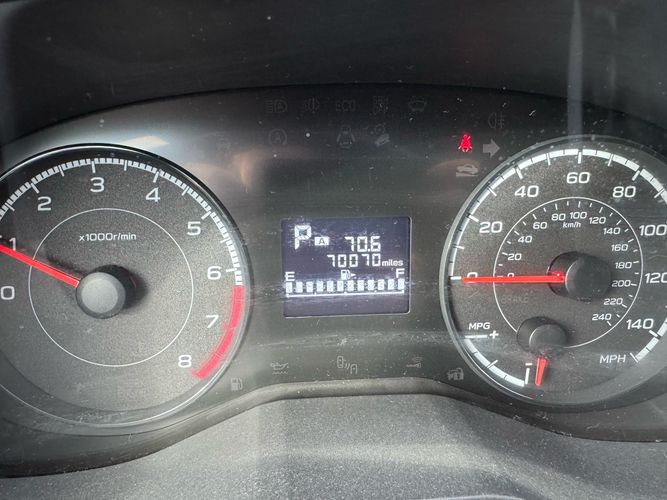 ECO
0 1 2 3 4 5 6 7 8
x1000r/min
P A 70.6
70070 miles
E F
0 20 40 60 80 100 120 140
0 20 40 60 80 100 120 140 160 180 200 220 240
km/h
MPG
- +
MPH
A